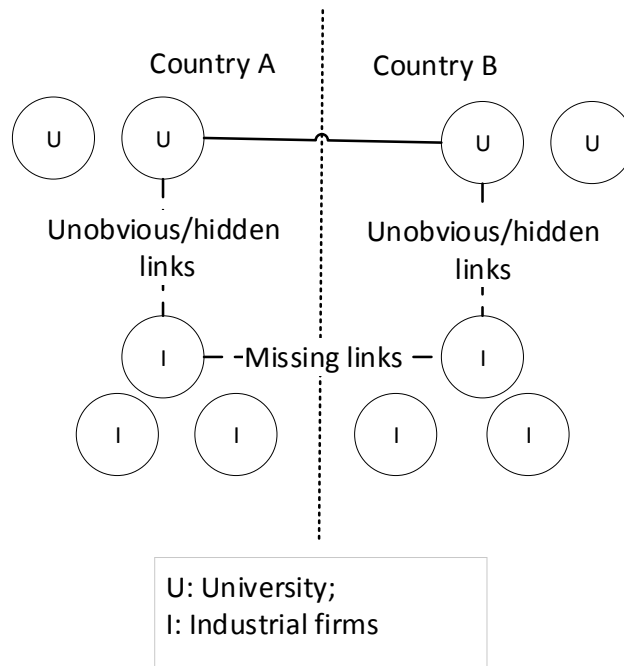 Country A
Country B
U
U
U
U
Unobvious/hidden
links
Unobvious/hidden
links
I
Missing links
I
I
I
I
I
U: University;
I: Industrial firms